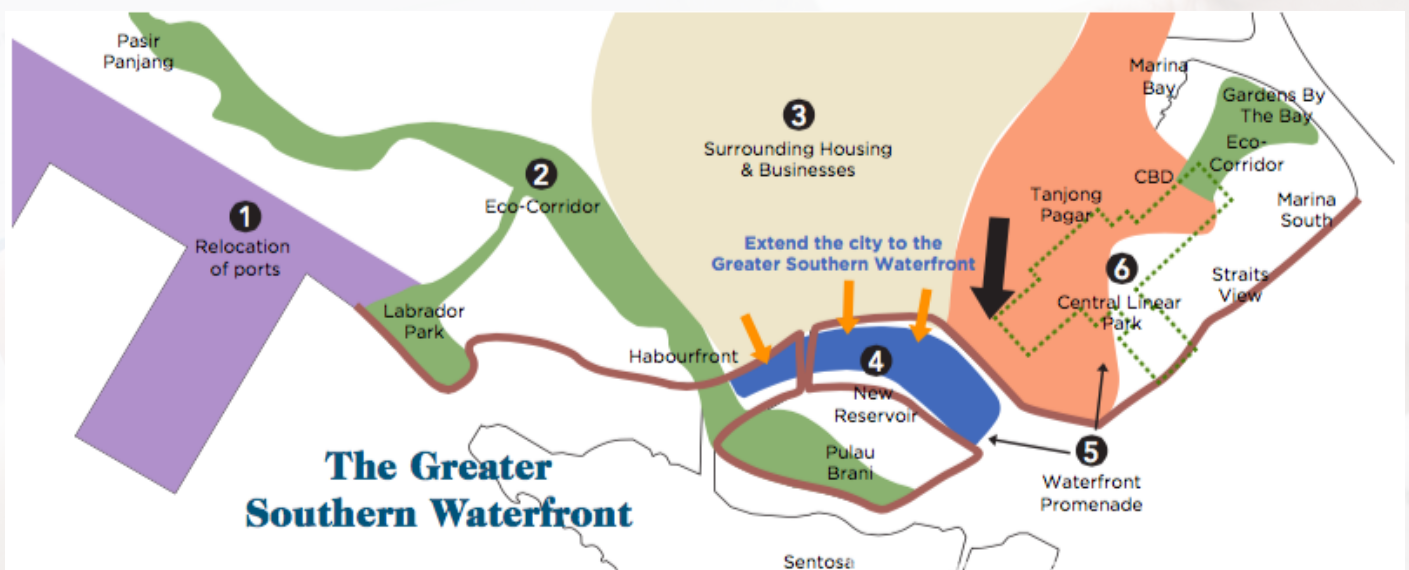 Pasir
Panjang
1
Relocation
of ports
2
Eco-Corridor
Labrador
Park
3
Surrounding Housing
& Businesses
Extend the city to the
Greater Southern Waterfront
Habourfront
4
New
Reservoir
Pulau
Brani
Sentosa
5
Waterfront
Promenade
Marina
Bay
Gardens By
The Bay
Eco-
Corridor
CBD
Tanjong
Pagar
Marina
South
Straits
View
6
Central Linear
Park
The Greater
Southern Waterfront